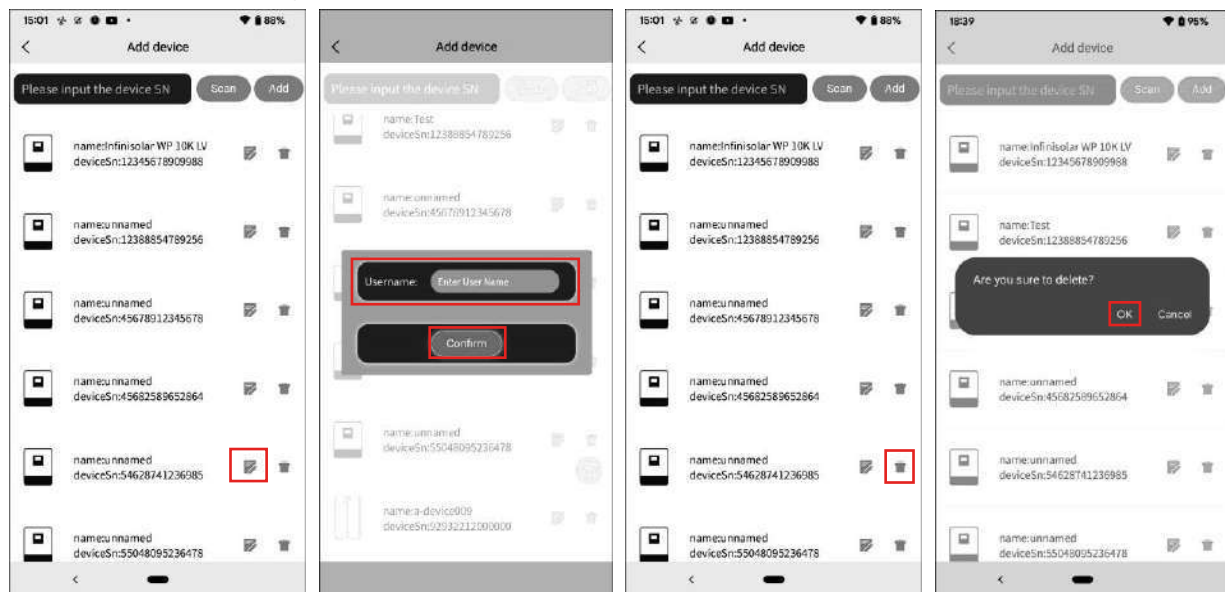 15:01
88%
Add device
Please input the device SN
Scan
Add
name:Infinisolar WP 10K LV
deviceSn:12345678909988
name:unnamed
deviceSn:12388854789256
name:unnamed
deviceSn:45678912345678
name:unnamed
deviceSn:45682589652864
name:unnamed
deviceSn:54628741236985
name:unnamed
deviceSn:55048095236478
Add device
Please input the device SN
name:Test
deviceSn:12388854789256
name:unnamed
deviceSn:45678912345678
Username:
Enter User Name
Confirm
name:unnamed
deviceSn:55048095236478
name:a-device009
deviceSn:92932212000000
15:01
88%
Add device
Please input the device SN
Scan
Add
name:Infinisolar WP 10K LV
deviceSn:12345678909988
name:unnamed
deviceSn:12388854789256
name:unnamed
deviceSn:45678912345678
name:unnamed
deviceSn:45682589652864
name:unnamed
deviceSn:54628741236985
name:unnamed
deviceSn:55048095236478
18:39
95%
Add device
Please input the device SN
Scan
Add
name:Infinisolar WP 10K LV
deviceSn:12345678909988
name:Test
deviceSn:12388854789256
Are you sure to delete?
OK
Cancel
name:unnamed
deviceSn:45682589652864
name:unnamed
deviceSn:54628741236985
name:unnamed
deviceSn:55048095236478